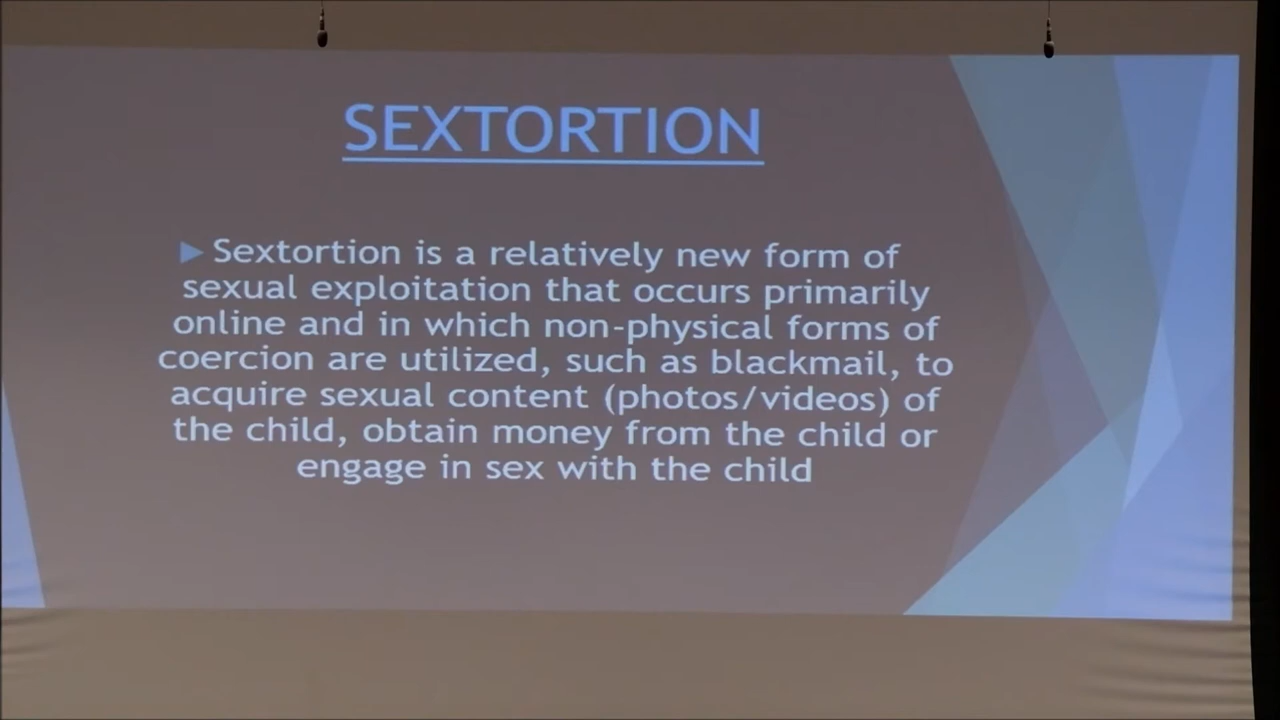 SEXTORTION
Sextortion is a relatively new form of
sexual exploitation that occurs primarily
online and in which non-physical forms of
coercion are utilized, such as blackmail, to
acquire sexual content (photos/videos) of
the child, obtain money from the child or
engage in sex with the child